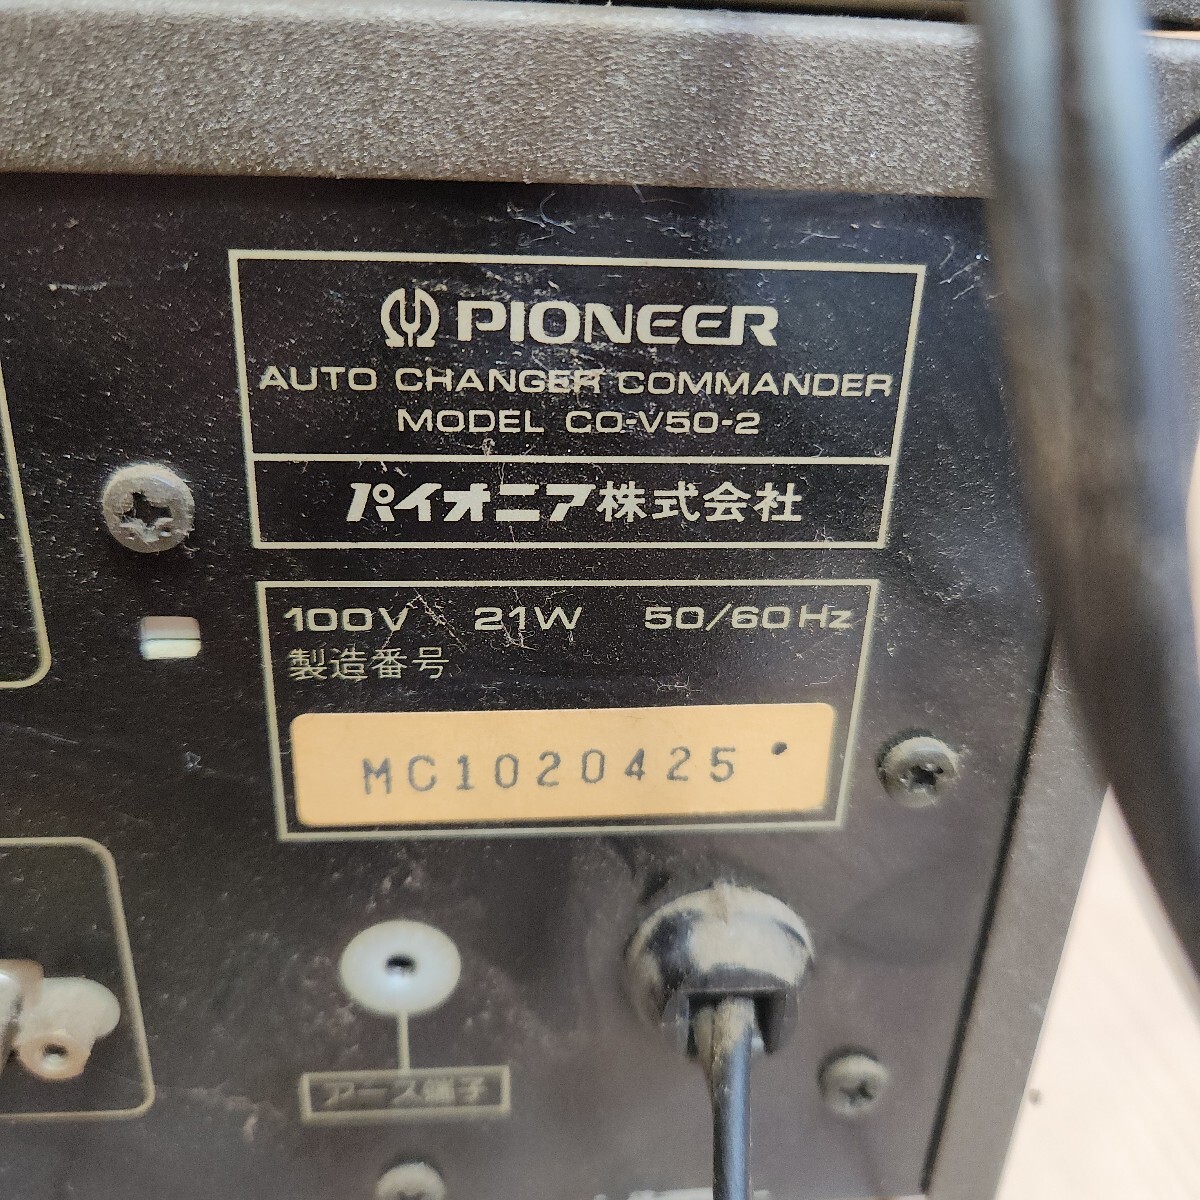 PIONEER
AUTO CHANGER COMMANDER
MODEL CO-V50-2
パイオニア株式会社
100V 21W 50/60Hz
製造番号
MC1020425
アース端子